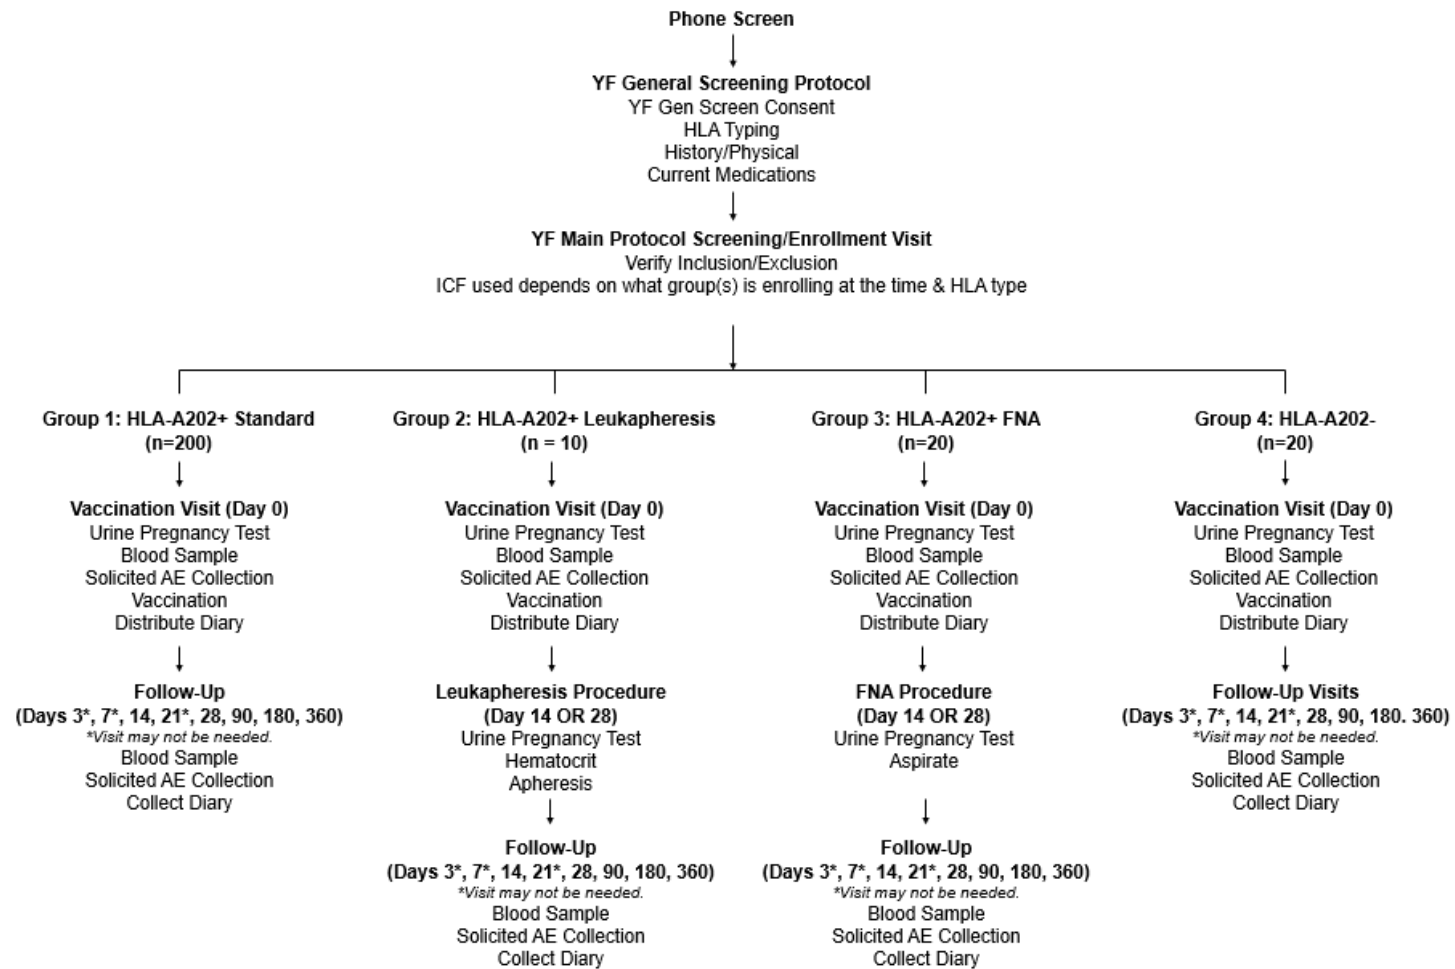 Phone Screen
YF General Screening Protocol
YF Gen Screen Consent
HLA Typing
History/Physical
Current Medications
YF Main Protocol Screening/Enrollment Visit
Verify Inclusion/Exclusion
ICF used depends on what group(s) is enrolling at the time & HLA type
Group 1: HLA-A202+ Standard
(n=200)
Vaccination Visit (Day 0)
Urine Pregnancy Test
Blood Sample
Solicited AE Collection
Vaccination
Distribute Diary
Follow-Up
(Days 3*, 7*, 14, 21*, 28, 90, 180, 360)
*Visit may not be needed.
Blood Sample
Solicited AE Collection
Collect Diary
Group 2: HLA-A202+ Leukapheresis
(n = 10)
Vaccination Visit (Day 0)
Urine Pregnancy Test
Blood Sample
Solicited AE Collection
Vaccination
Distribute Diary
Leukapheresis Procedure
(Day 14 OR 28)
Urine Pregnancy Test
Hematocrit
Apheresis
Follow-Up
(Days 3*, 7*, 14, 21*, 28, 90, 180, 360)
*Visit may not be needed.
Blood Sample
Solicited AE Collection
Collect Diary
Group 3: HLA-A202+ FNA
(n=20)
Vaccination Visit (Day 0)
Urine Pregnancy Test
Blood Sample
Solicited AE Collection
Vaccination
Distribute Diary
FNA Procedure
(Day 14 OR 28)
Urine Pregnancy Test
Aspirate
Follow-Up
(Days 3*, 7*, 14, 21*, 28, 90, 180, 360)
*Visit may not be needed.
Blood Sample
Solicited AE Collection
Collect Diary
Group 4: HLA-A202-
(n=20)
Vaccination Visit (Day 0)
Urine Pregnancy Test
Blood Sample
Solicited AE Collection
Vaccination
Distribute Diary
Follow-Up Visits
(Days 3*, 7*, 14, 21*, 28, 90, 180. 360)
*Visit may not be needed.
Blood Sample
Solicited AE Collection
Collect Diary